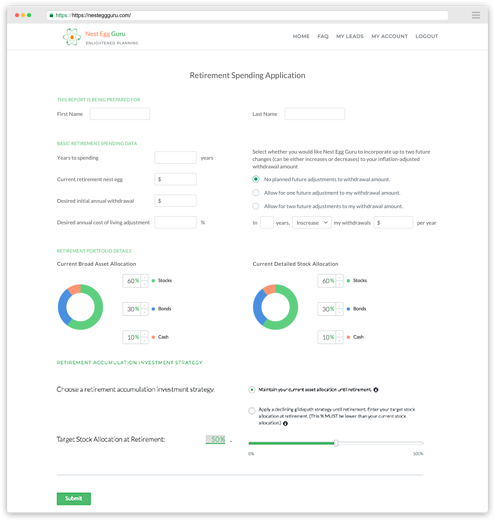 https://https://nesteggguru.com/
Nest Egg Guru
ENLIGHTENED PLANNING
HOME FAQ MY LEADS MY ACCOUNT LOGOUT
Retirement Spending Application
THIS REPORT IS BEING PREPARED FOR
First Name
Last Name
BASIC RETIREMENT SPENDING DATA
Years to spending
years
Current retirement nest egg
$
Desired initial annual withdrawal
$
Desired annual cost of living adjustment
%
Select whether you would like Nest Egg Guru to incorporate up to two future
changes (can be either increases or decreases) to your inflation-adjusted
withdrawal amount
No planned future adjustments to withdrawal amount.
Allow for one future adjustment to my withdrawal amount.
Allow for two future adjustments to my withdrawal amount.
In years, Inscrease my withdrawals $ per year
RETIREMENT PORTFOLIO DETAILS
Current Broad Asset Allocation
60% Stocks
30% Bonds
10% Cash
Current Detailed Stock Allocation
60% Stocks
30% Bonds
10% Cash
RETIREMENT ACCUMULATION INVESTMENT STRATEGY
Choose a retirement accumulation investment strategy.
Maintain your current asset allocation until retirement.
Apply a declining glidepath strategy until retirement. Enter your target stock
allocation at retirement. (This % MUST be lower than your current stock
allocation.)
Target Stock Allocation at Retirement:
50%
0% 100%
Submit